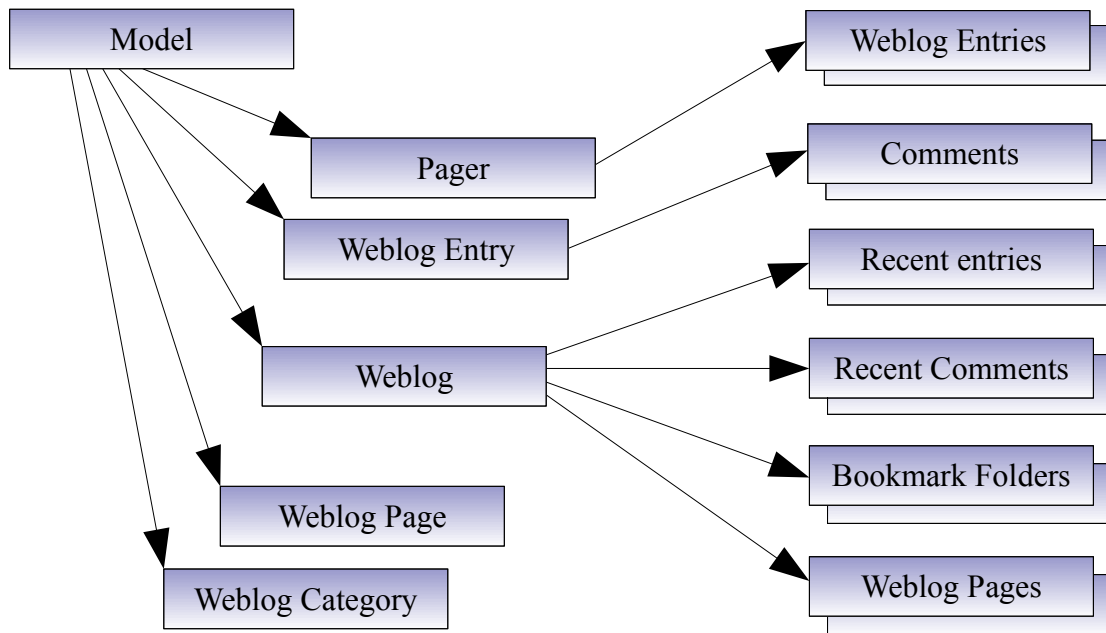 Model
Weblog Entries
Pager
Comments
Weblog Entry
Recent entries
Weblog
Recent Comments
Bookmark Folders
Weblog Page
Weblog Category
Weblog Pages